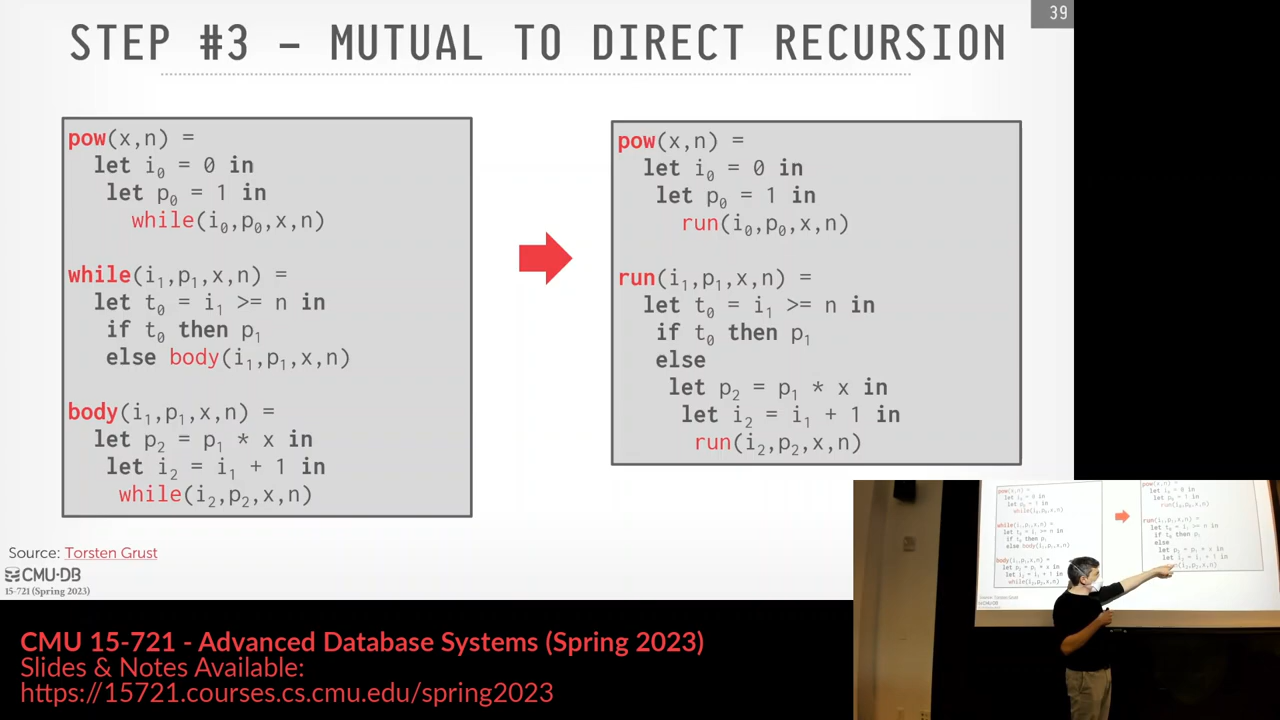 39
STEP #3 – MUTUAL TO DIRECT RECURSION
pow(x,n) =
let i₀ = 0 in
let p₀ = 1 in
while(i₀,p₀,x,n)
while(i₁,p₁,x,n) =
let t₀ = i₁ >= n in
if t₀ then p₁
else body(i₁,p₁,x,n)
body(i₁,p₁,x,n) =
let p₂ = p₁ * x in
let i₂ = i₁ + 1 in
while(i₂,p₂,x,n)
pow(x,n) =
let i₀ = 0 in
let p₀ = 1 in
run(i₀,p₀,x,n)
run(i₁,p₁,x,n) =
let t₀ = i₁ >= n in
if t₀ then p₁
else
let p₂ = p₁ * x in
let i₂ = i₁ + 1 in
run(i₂,p₂,x,n)
Source: Torsten Grust
CMU·DB
15-721 (Spring 2023)
CMU 15-721 - Advanced Database Systems (Spring 2023)
Slides & Notes Available:
https://15721.courses.cs.cmu.edu/spring2023